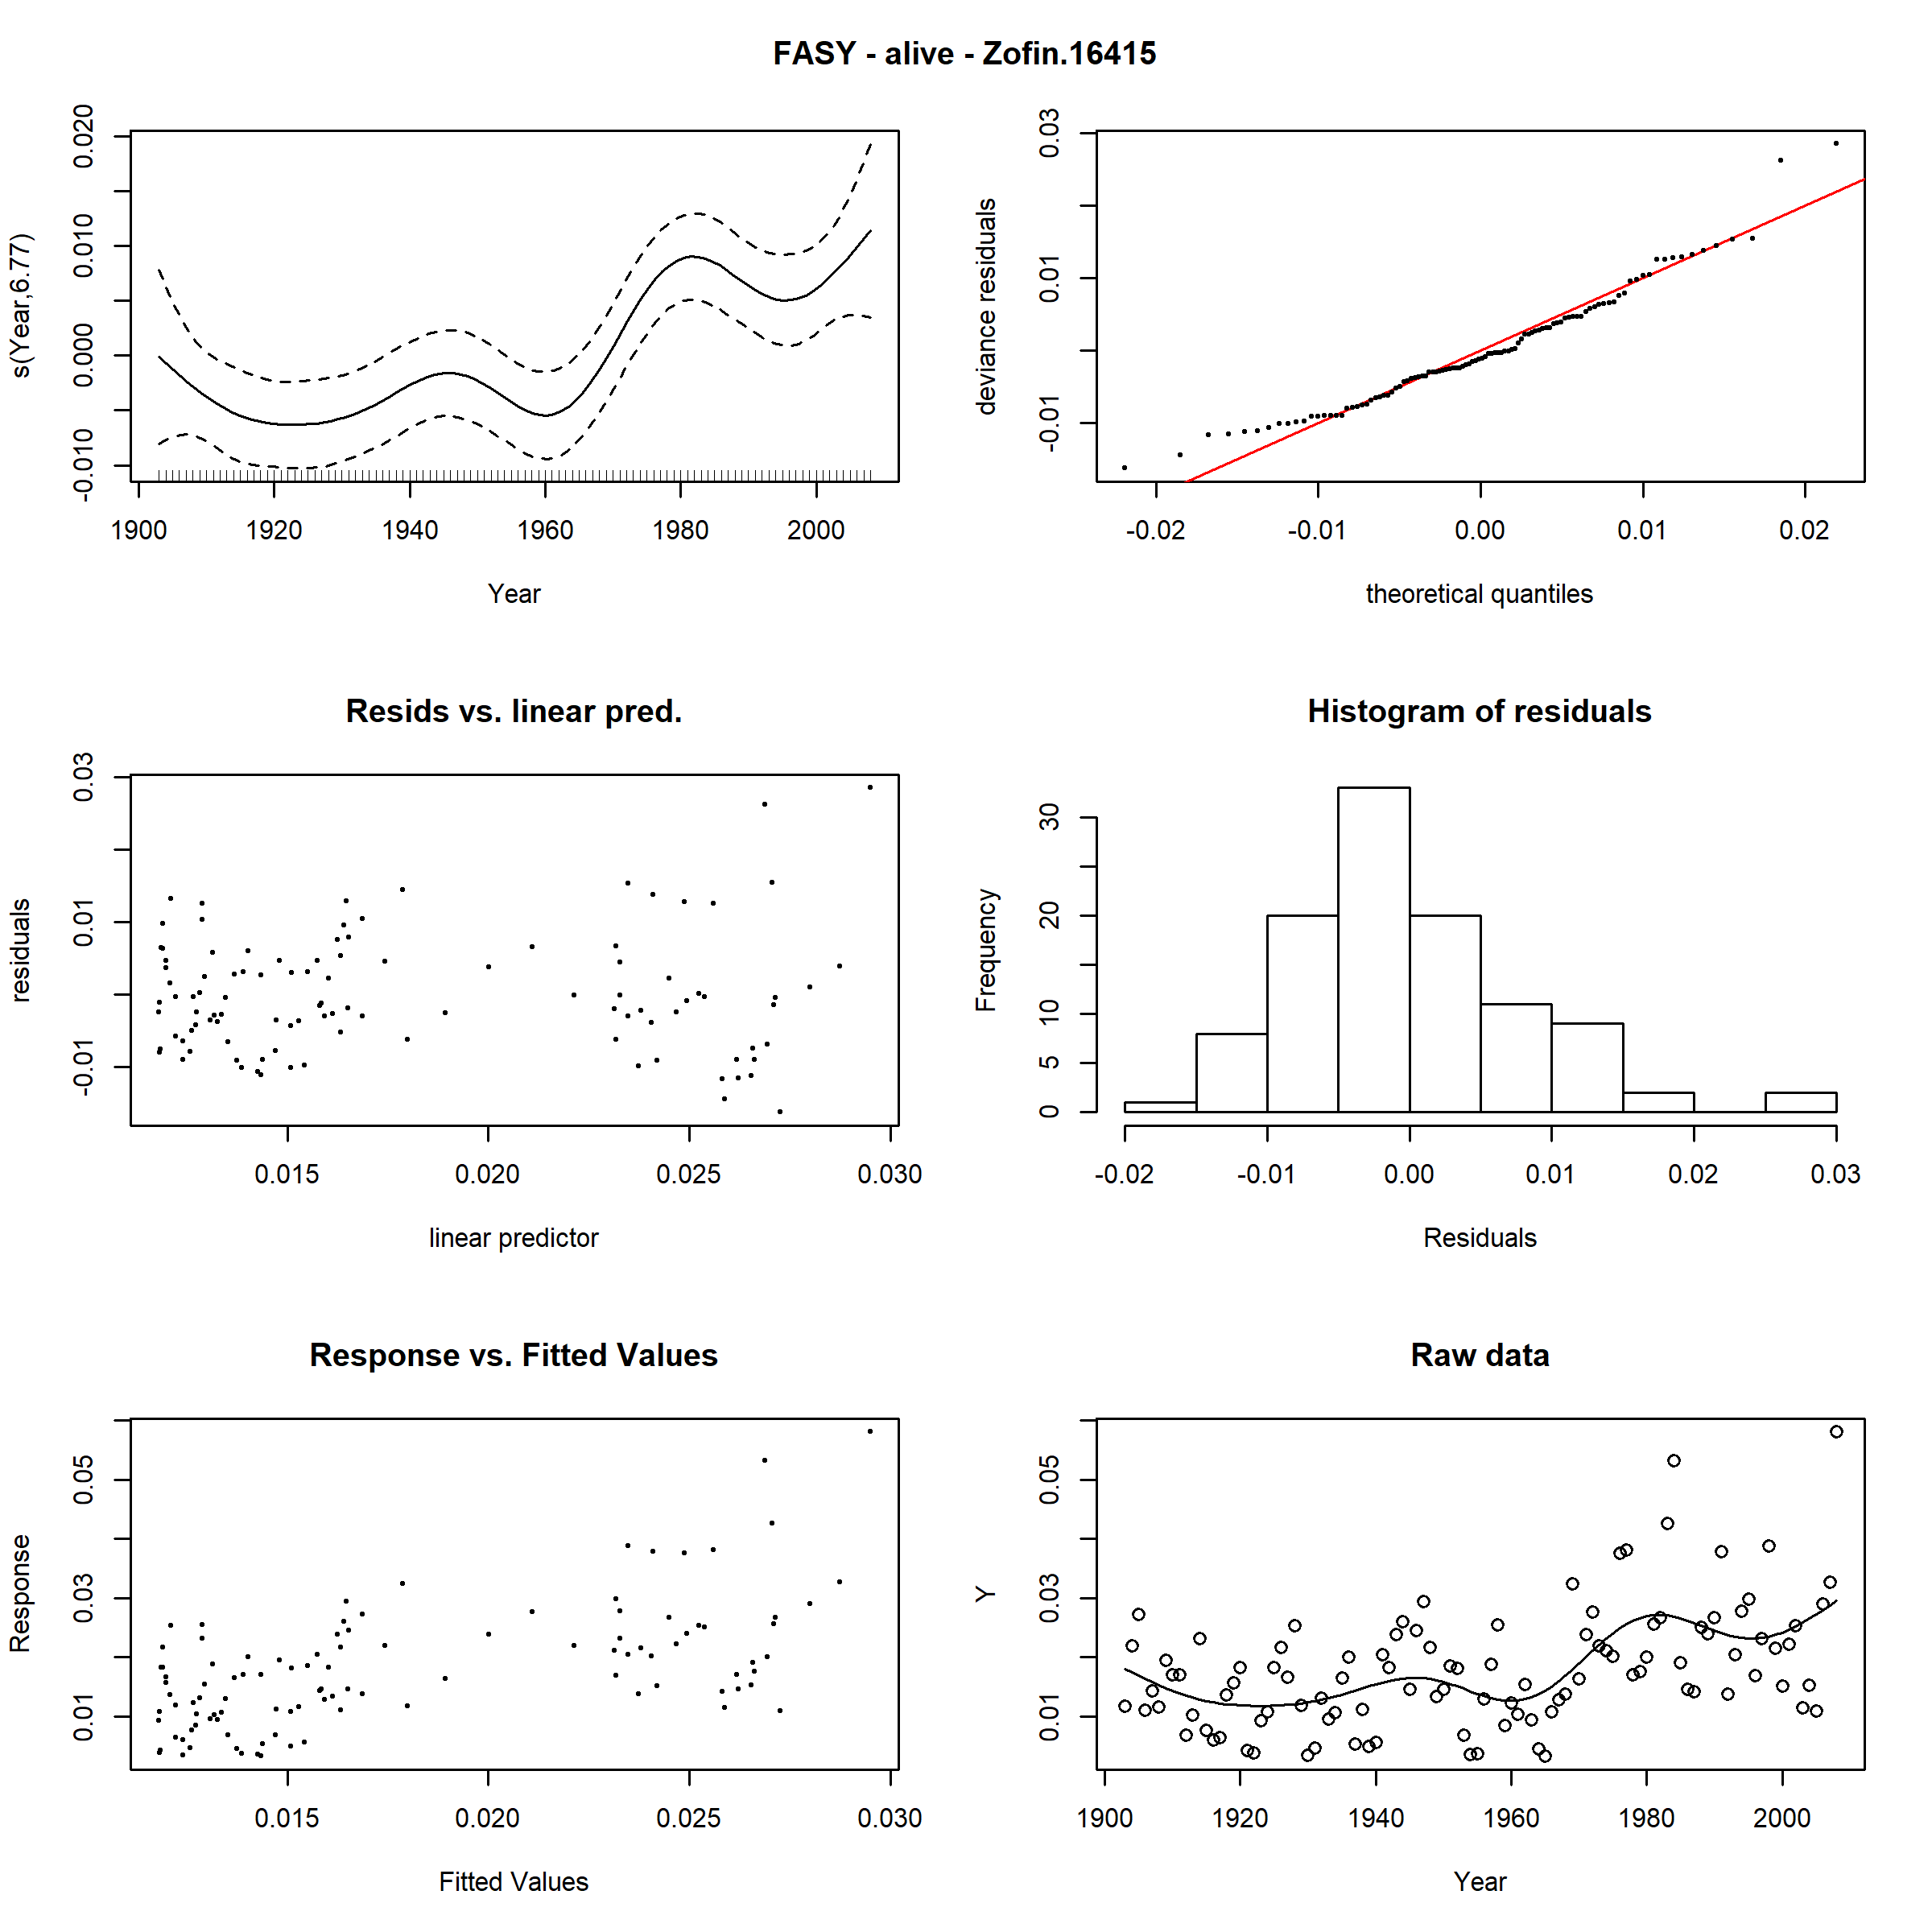 FASY - alive - Zofin.16415
s(Year,6.77)
-0.010 0.000 0.010 0.020
1900 1920 1940 1960 1980 2000
Year
deviance residuals
-0.01 0.01 0.03
-0.02 -0.01 0.00 0.01 0.02
theoretical quantiles
Resids vs. linear pred.
residuals
-0.01 0.01 0.03
0.015 0.020 0.025 0.030
linear predictor
Histogram of residuals
Frequency
0 5 10 20 30
-0.02 -0.01 0.00 0.01 0.02 0.03
Residuals
Response vs. Fitted Values
Response
0.01 0.03 0.05
0.015 0.020 0.025 0.030
Fitted Values
Raw data
Y
0.01 0.03 0.05
1900 1920 1940 1960 1980 2000
Year